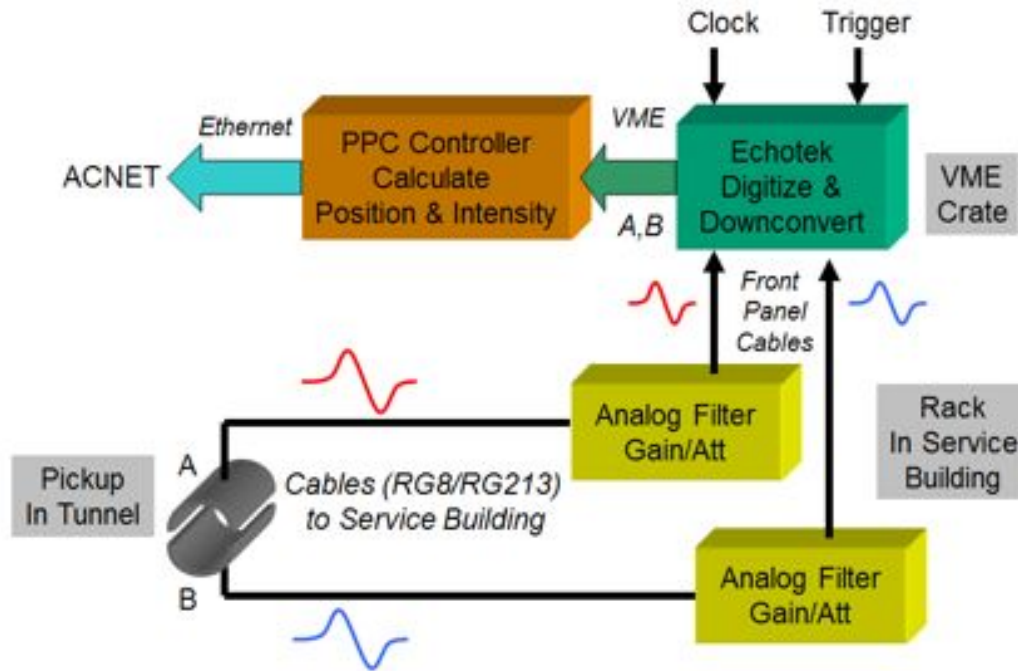 Clock
Trigger
Ethernet
ACNET
PPC Controller
Calculate
Position & Intensity
VME
A,B
Echotek
Digitize &
Downconvert
VME
Crate
Front
Panel
Cables
Analog Filter
Gain/Att
Rack
In Service
Building
Pickup
In Tunnel
A
Cables (RG8/RG213)
to Service Building
B
Analog Filter
Gain/Att